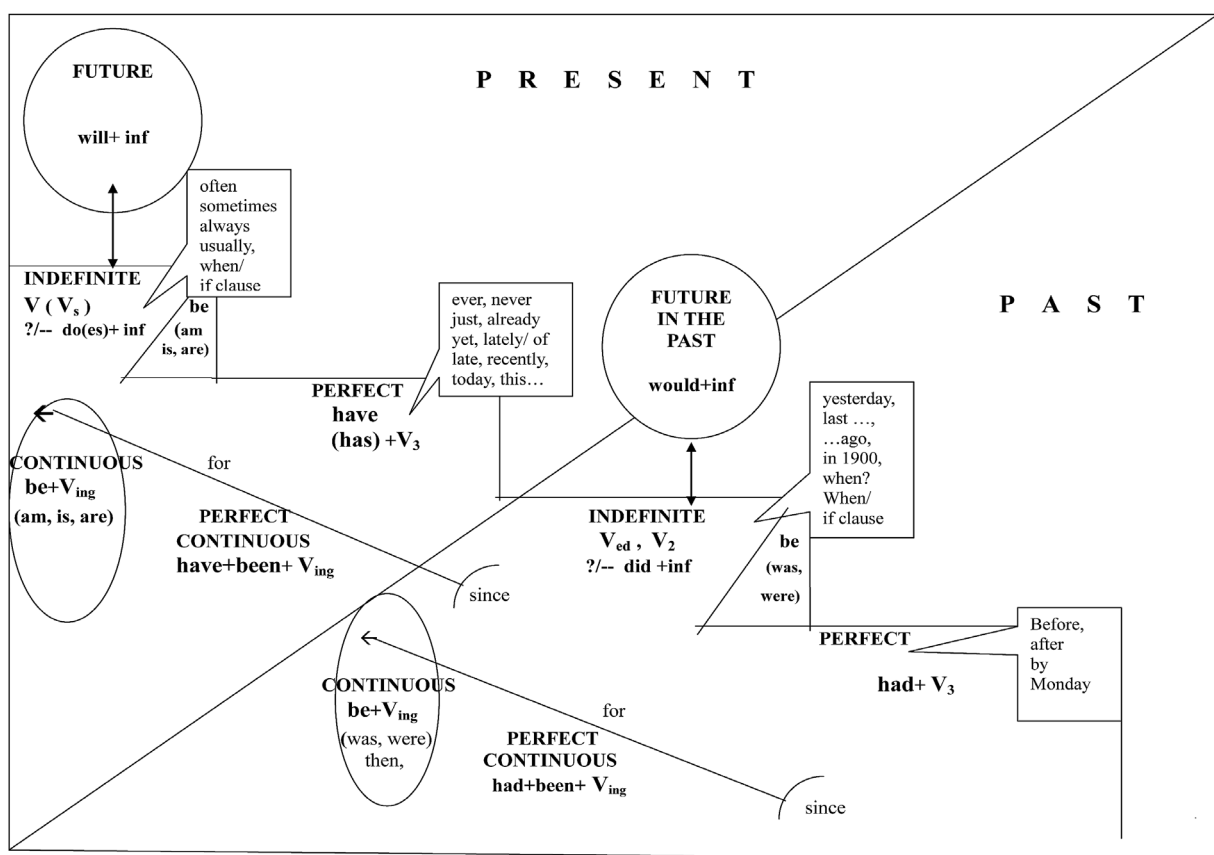 P R E S E N T
FUTURE
will+ inf
often
sometimes
always
usually,
when/
if clause
INDEFINITE
V ( Vs )
?/-- do(es)+ inf
be
(am
is, are)
ever, never
just, already
yet, lately/ of
late, recently,
today, this…
PERFECT
have
(has) +V3
CONTINUOUS
be+Ving
(am, is, are)
for
PERFECT
CONTINUOUS
have+been+ Ving
since
P A S T
FUTURE
IN THE
PAST
would+inf
yesterday,
last …,
…ago,
in 1900,
when?
When/
if clause
INDEFINITE
Ved , V2
?/-- did +inf
be
(was,
were)
Before,
after
by
Monday
PERFECT
had+ V3
CONTINUOUS
be+Ving
(was, were)
then,
for
PERFECT
CONTINUOUS
had+been+ Ving
since